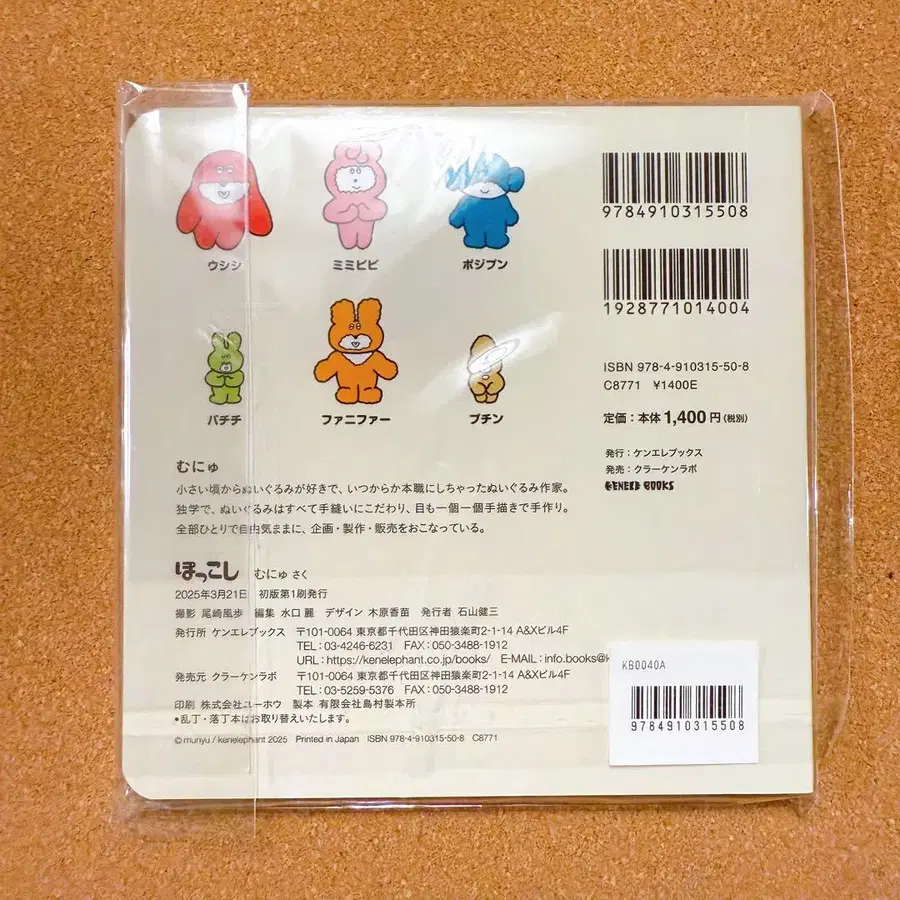 ウシシ
ミミピピ
ポジプン
パチチ
ファニファー
プチン
9784910315508
1928771014004
ISBN 978-4-910315-50-8
C8771 ¥1400E
定価:本体1,400円(税別)
発行:ケンエレブックス
発売:クラーケンラボ
KENELE BOOKS
むにゅ
小さい頃からぬいぐるみが好きで、いつからか本職にしちゃったぬいぐるみ作家。
独学で、ぬいぐるみはすべて手縫いにこだわり、目も一個一個手描きで手作り。
全部ひとりで自由気ままに、企画・製作・販売をおこなっている。
ほっこし むにゅ さく
2025年3月21日 初版第1刷発行
撮影 尾崎風歩 編集 水口 麗 デザイン 木原香苗 発行者 石山健三
発行所 ケンエレブックス 〒101-0064 東京都千代田区神田猿楽町2-1-14 A&Xビル4F
TEL:03-4246-6231 FAX:050-3488-1912
URL:https://kenelephant.co.jp/books/ E-MAIL:info.books@k
発売元 クラーケンラボ 〒101-0064 東京都千代田区神田猿楽町2-1-14 A&Xビル4F
TEL:03-5259-5376 FAX:050-3488-1912
印刷 株式会社ユーホウ 製本 有限会社島村製本所
●乱丁・落丁本はお取り替えいたします。
© munyu / kenelephant 2025 Printed in Japan ISBN 978-4-910315-50-8 C8771
KB0040A
9784910315508